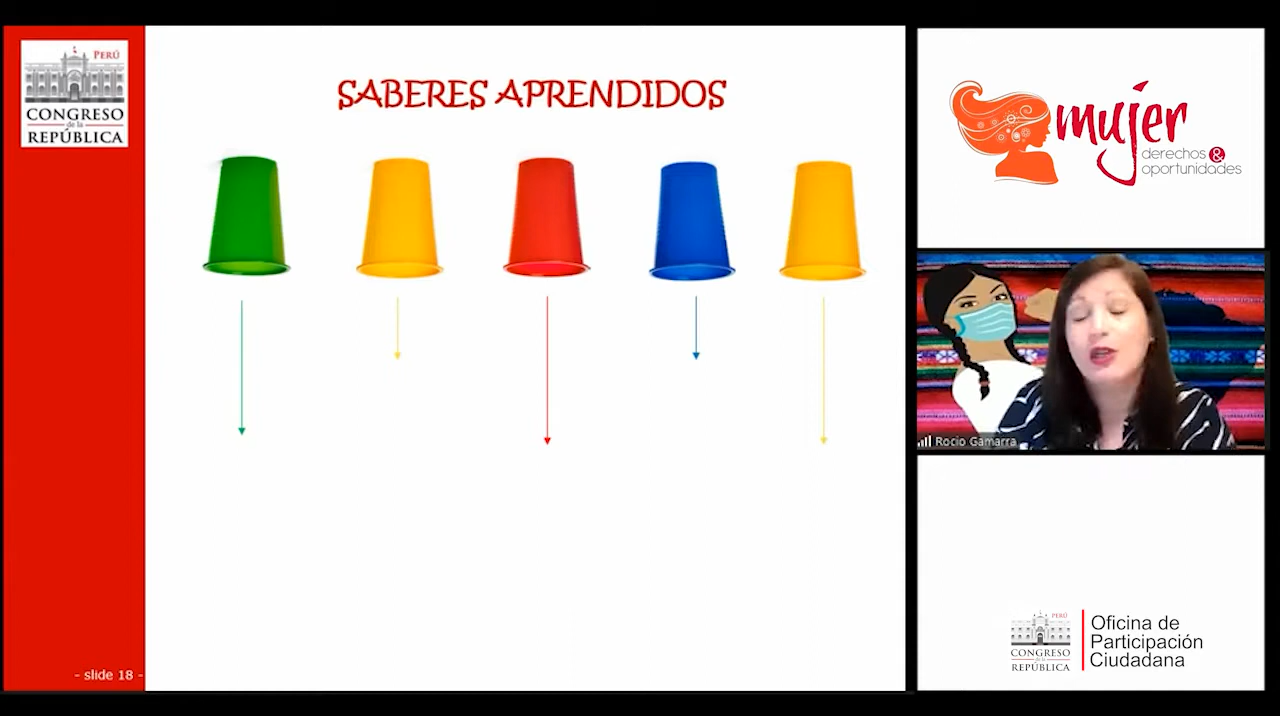 PERÚ
CONGRESO
de la
REPÚBLICA
SABERES APRENDIDOS
- slide 18 -
mujer
derechos &
oportunidades
Rocio Gamarra
PERÚ
CONGRESO
de la
REPÚBLICA
Oficina de
Participación
Ciudadana